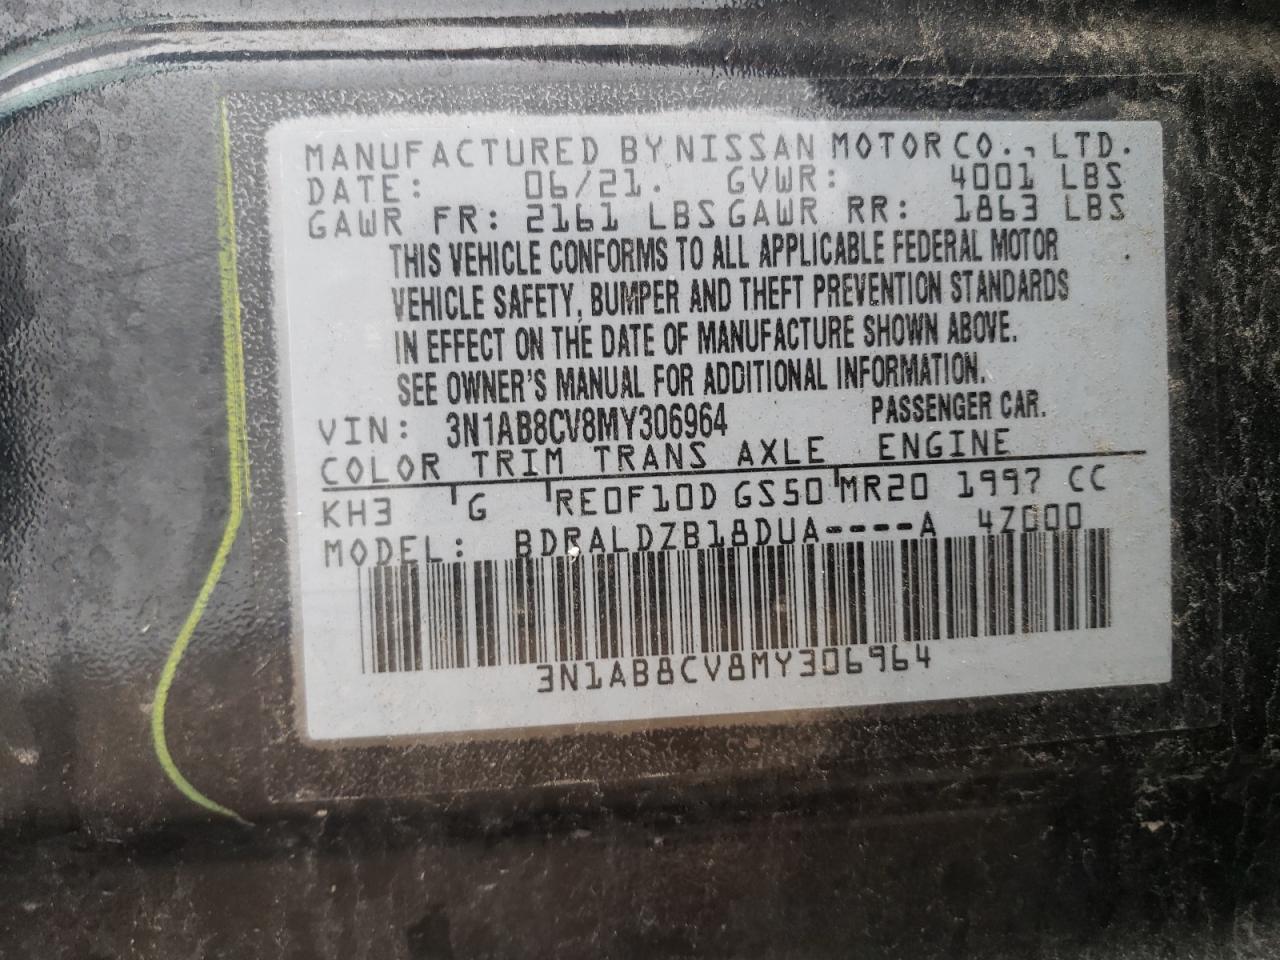 MANUFACTURED BY NISSAN MOTOR CO., LTD.
DATE: 06/21. GVWR: 4001 LBS
GAWR FR: 2161 LBS GAWR RR: 1863 LBS
THIS VEHICLE CONFORMS TO ALL APPLICABLE FEDERAL MOTOR
VEHICLE SAFETY, BUMPER AND THEFT PREVENTION STANDARDS
IN EFFECT ON THE DATE OF MANUFACTURE SHOWN ABOVE.
SEE OWNER'S MANUAL FOR ADDITIONAL INFORMATION.
VIN: 3N1AB8CV8MY306964 PASSENGER CAR.
COLOR TRIM TRANS AXLE ENGINE
KH3 G RE0F10D GS50 MR20 1997 CC
MODEL: BDRALDZB18DUA----A 4Z000
3N1AB8CV8MY306964